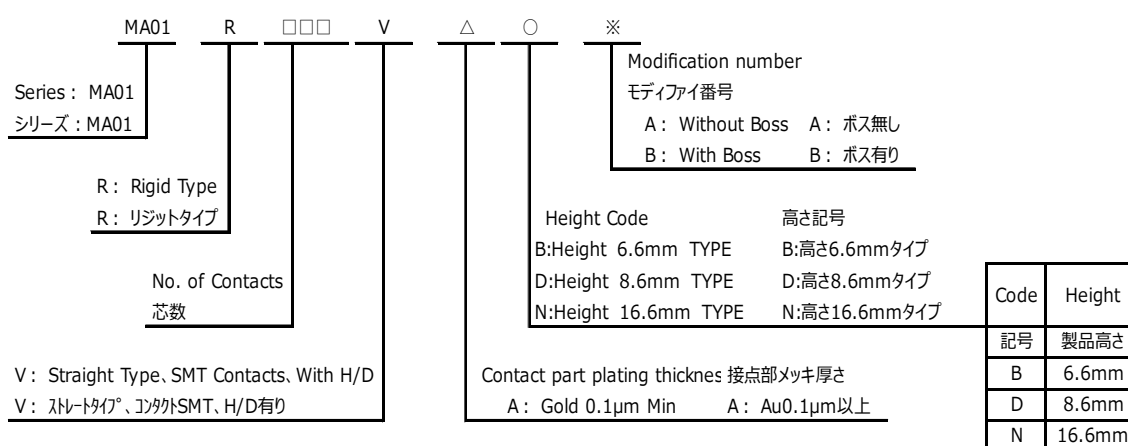 MA01 R □□□ V △ ○ ※
Modification number
モディファイ番号
A : Without Boss A : ボス無し
B : With Boss B : ボス有り
Series : MA01
シリーズ : MA01
R : Rigid Type
R : リジットタイプ
Height Code 高さ記号
B:Height 6.6mm TYPE B:高さ6.6mmタイプ
D:Height 8.6mm TYPE D:高さ8.6mmタイプ
N:Height 16.6mm TYPE N:高さ16.6mmタイプ
No. of Contacts
芯数
Code Height
記号 製品高さ
B 6.6mm
D 8.6mm
N 16.6mm
V : Straight Type、SMT Contacts、With H/D
V : ストレートタイプ、コンタクトSMT、H/D有り
Contact part plating thicknes 接点部メッキ厚さ
A : Gold 0.1μm Min A : Au0.1μm以上